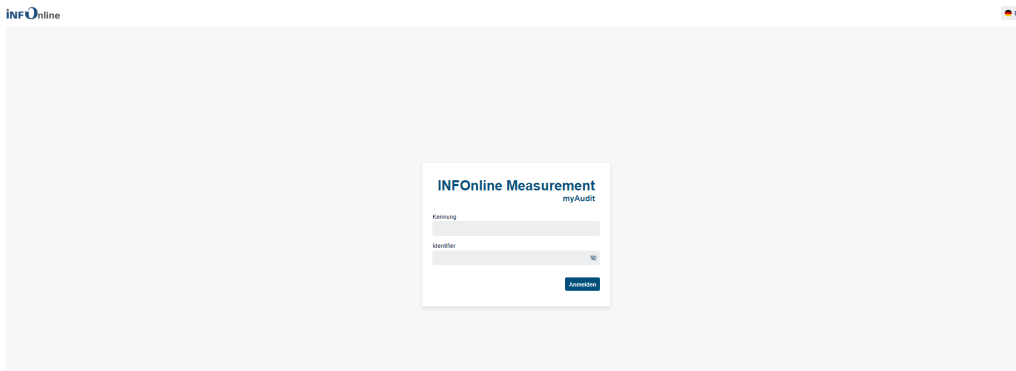 INFOnline
INFOnline Measurement
myAudit
Kennung
Identifier
Anmelden